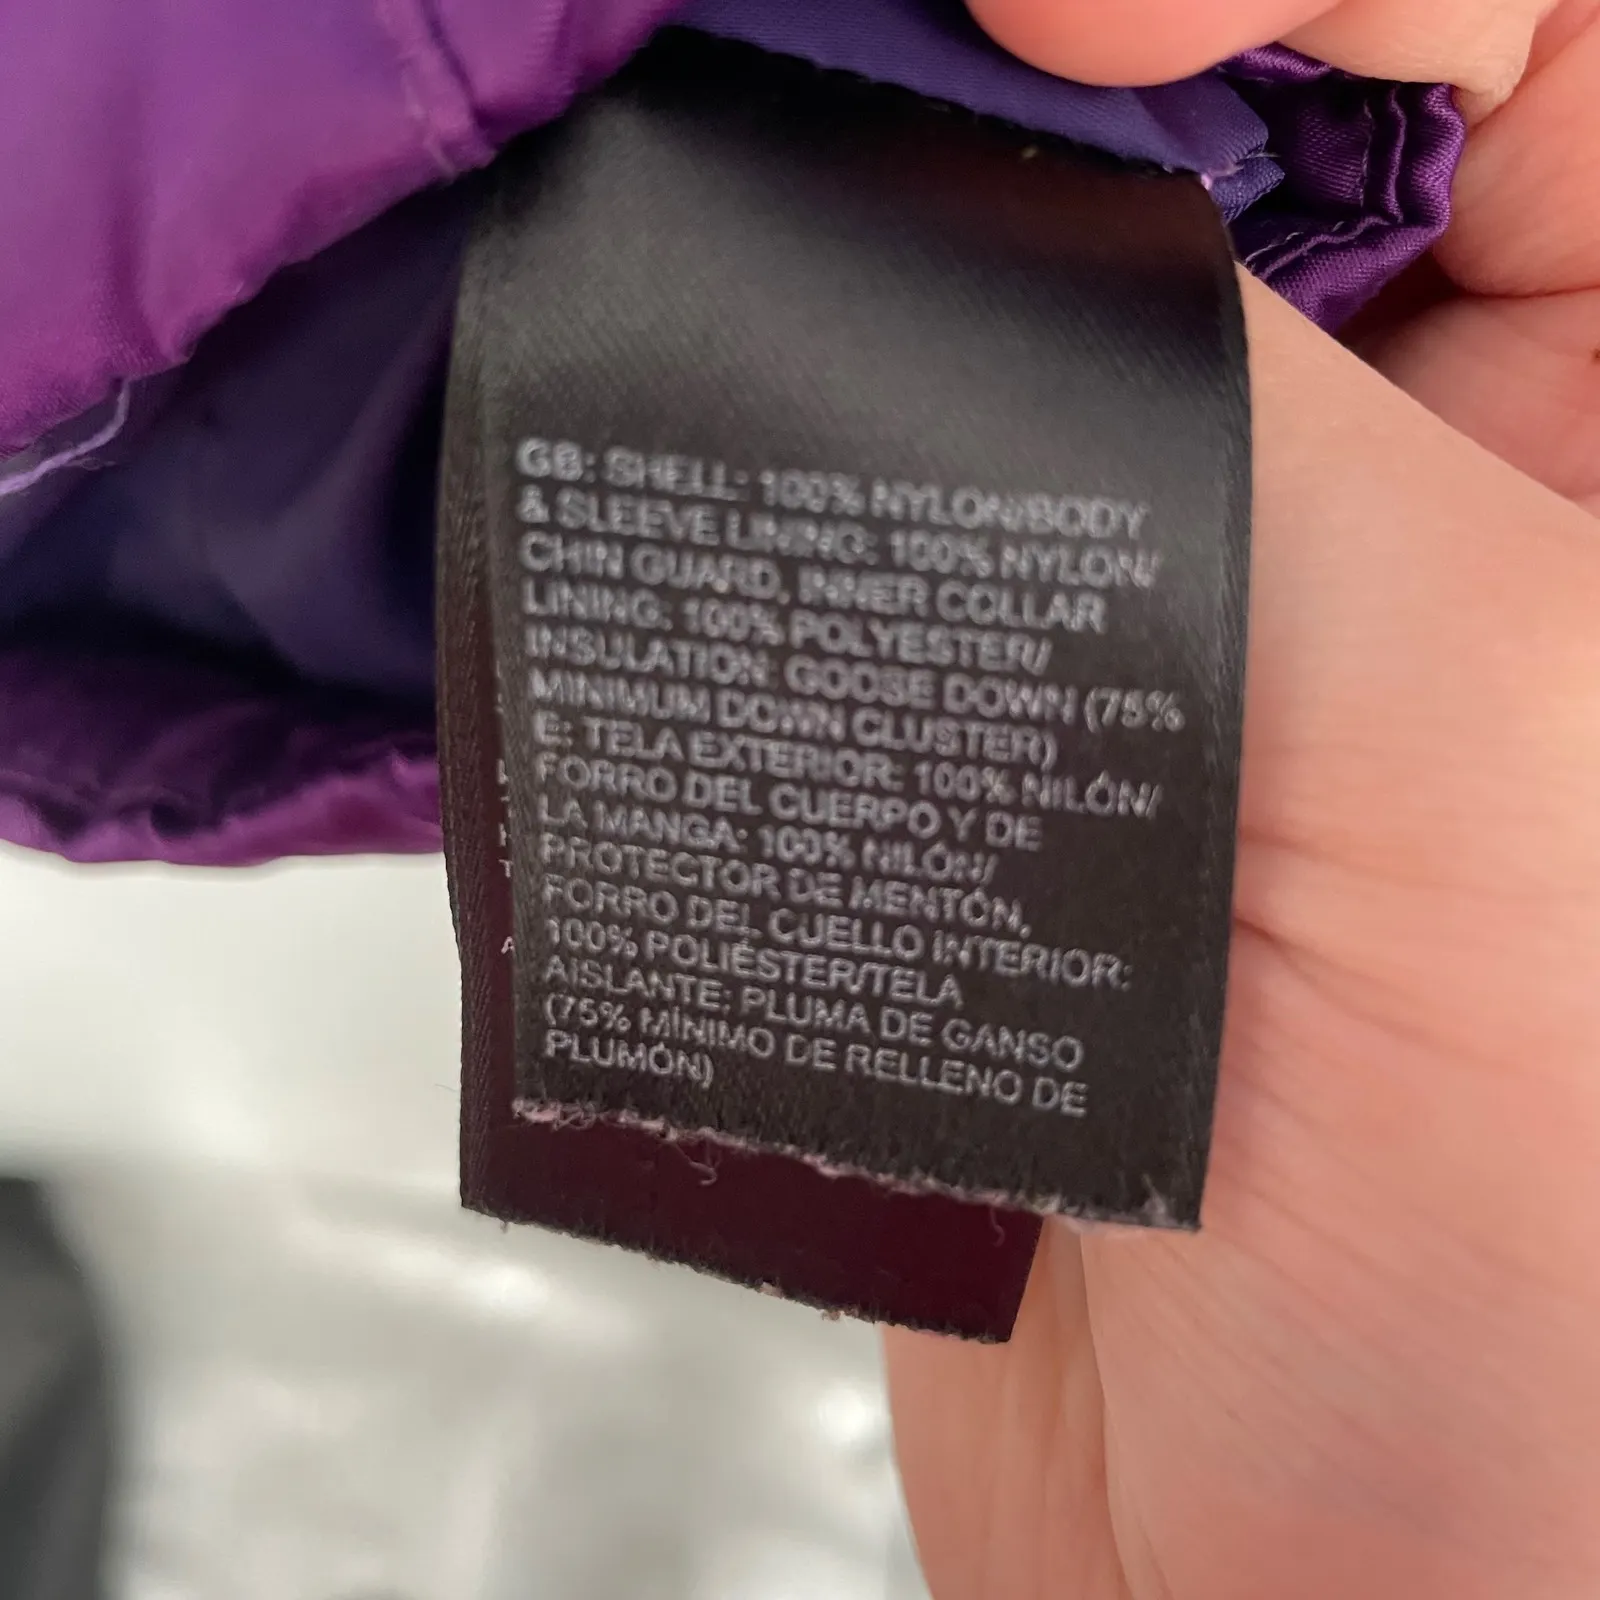 GB: SHELL: 100% NYLON/BODY
& SLEEVE LINING: 100% NYLON/
CHIN GUARD, INNER COLLAR
LINING: 100% POLYESTER/
INSULATION: GOOSE DOWN (75%
MINIMUM DOWN CLUSTER)
E: TELA EXTERIOR: 100% NILÓN/
FORRO DEL CUERPO Y DE
LA MANGA: 100% NILÓN/
PROTECTOR DE MENTÓN,
FORRO DEL CUELLO INTERIOR:
100% POLIÉSTER/TELA
AISLANTE: PLUMA DE GANSO
(75% MÍNIMO DE RELLENO DE
PLUMÓN)